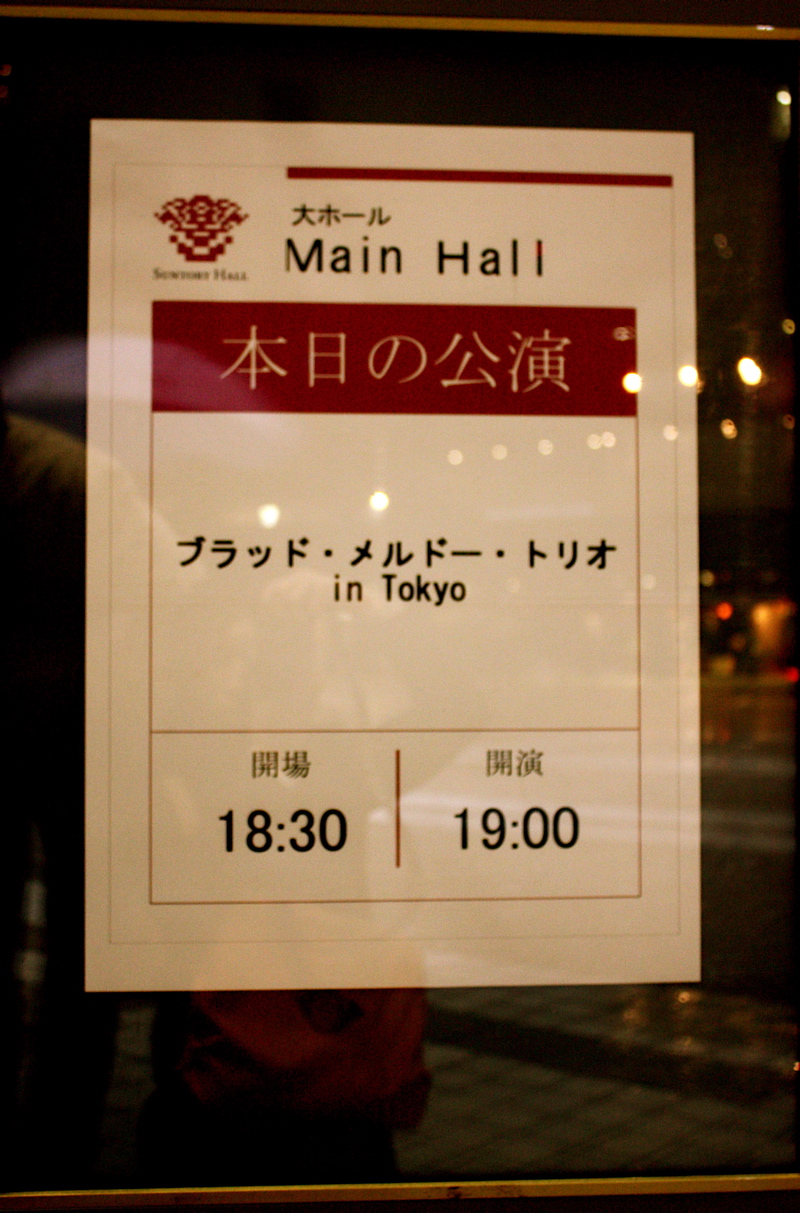 大ホール
Main Hall
SUNTORY HALL
本日の公演
ブラッド・メルドー・トリオ
in Tokyo
開場
18:30
開演
19:00